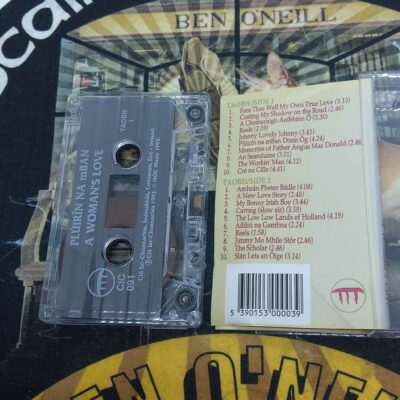 BEN O'NEILL
TAOBH
1
PLÚIRÍN NA mBAN
A WOMAN'S LOVE
CIC
091
TAOBH/SIDE 1
1. Fare Thee Well My Own True Love (3.13)
2. Casting My Shadow on the Road (2.46)
3. A Chomaraigh Aoibhinn Ó (3.30)
4. Reels (2.59)
5. Johnny Lovely Johnny (3.41)
6. Plúirín na mBan Donn Óg (4.24)
7. Memories of Father Angus Mac Donald (2.46)
8. An Seanduine (3.51)
9. The Workin' Man (4.12)
10. Cré na Cille (4.41)
TAOBH/SIDE 2
1. Amhrán Pheter Báille (4.08)
2. A New Love Story (2.48)
3. My Bonny Irish Boy (3.44)
4. Carraig (slow air) (3.59)
5. The Low Low Lands of Holland (4.19)
6. Aililiú na Gamhna (2.24)
7. Reels (3.58)
8. Jimmy Mo Mhíle Stór (2.46)
9. The Scholar (2.46)
10. Slán Leis an Óige (3.14)
5 390153 000039
BEN O'NEI